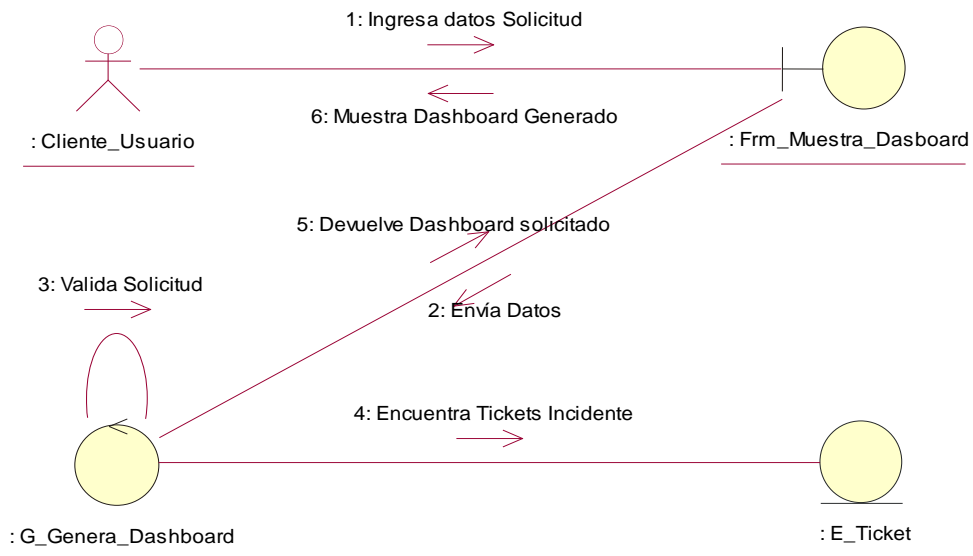 1: Ingresa datos Solicitud
6: Muestra Dashboard Generado
: Cliente_Usuario
: Frm_Muestra_Dasboard
5: Devuelve Dashboard solicitado
3: Valida Solicitud
2: Envía Datos
4: Encuentra Tickets Incidente
: G_Genera_Dashboard
: E_Ticket